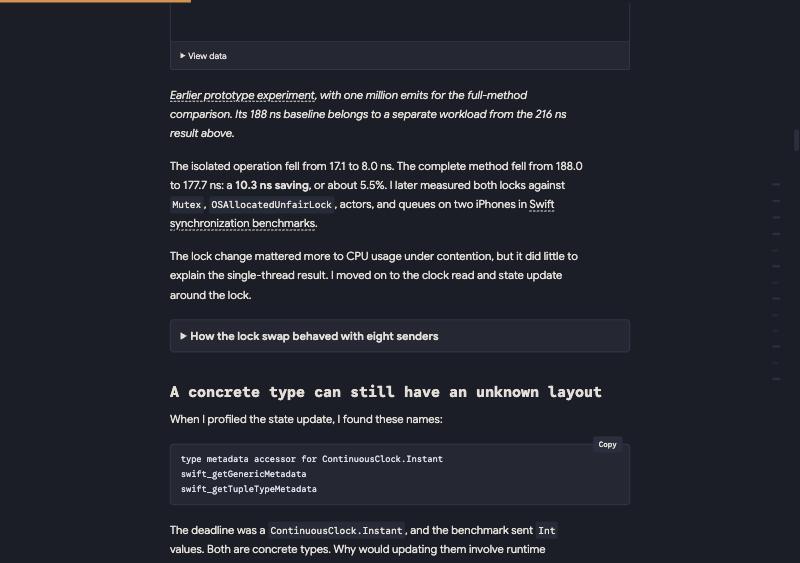 ▶ View data
Earlier prototype experiment, with one million emits for the full-method
comparison. Its 188 ns baseline belongs to a separate workload from the 216 ns
result above.
The isolated operation fell from 17.1 to 8.0 ns. The complete method fell from 188.0
to 177.7 ns: a 10.3 ns saving, or about 5.5%. I later measured both locks against
Mutex, OSAllocatedUnfairLock, actors, and queues on two iPhones in Swift
synchronization benchmarks.
The lock change mattered more to CPU usage under contention, but it did little to
explain the single-thread result. I moved on to the clock read and state update
around the lock.
▶ How the lock swap behaved with eight senders
A concrete type can still have an unknown layout
When I profiled the state update, I found these names:
Copy
type metadata accessor for ContinuousClock.Instant
swift_getGenericMetadata
swift_getTupleTypeMetadata
The deadline was a ContinuousClock.Instant, and the benchmark sent Int
values. Both are concrete types. Why would updating them involve runtime